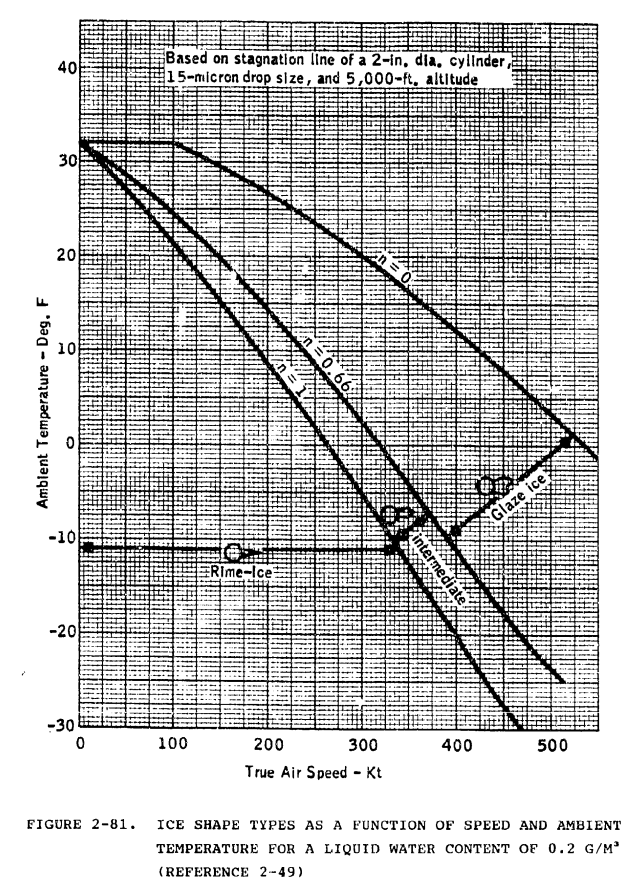 Based on stagnation line of a 2-in. dia. cylinder,
15-micron drop size, and 5,000-ft. altitude
40
30
20
10
0
-10
-20
-30
Ambient Temperature - Deg. F
n = 0
n = 0.66
n = 1
Glaze ice
Intermediate
Rime-Ice
0 100 200 300 400 500
True Air Speed - Kt
FIGURE 2-81. ICE SHAPE TYPES AS A FUNCTION OF SPEED AND AMBIENT
TEMPERATURE FOR A LIQUID WATER CONTENT OF 0.2 G/M³
(REFERENCE 2-49)